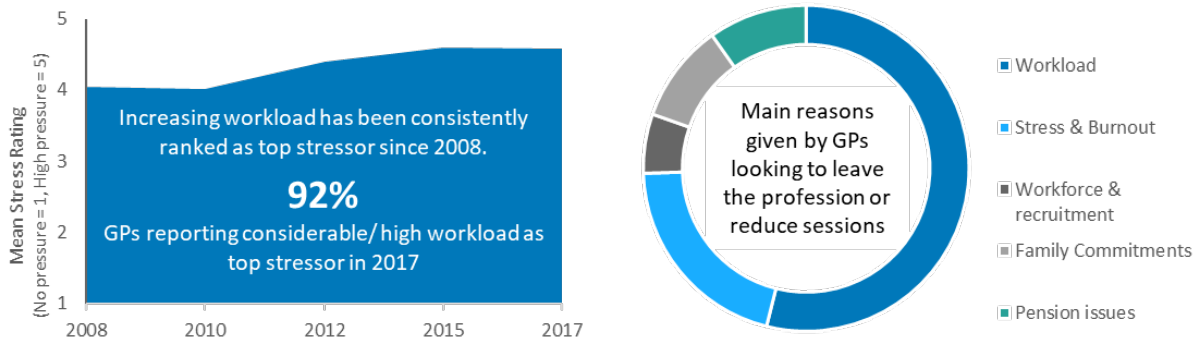 Mean Stress Rating
(No pressure = 1, High pressure = 5)
5
4
3
2
1
Increasing workload has been consistently
ranked as top stressor since 2008.
92%
GPs reporting considerable/ high workload as
top stressor in 2017
2008
2010
2012
2015
2017
Main reasons
given by GPs
looking to leave
the profession or
reduce sessions
Workload
Stress & Burnout
Workforce &
recruitment
Family Commitments
Pension issues